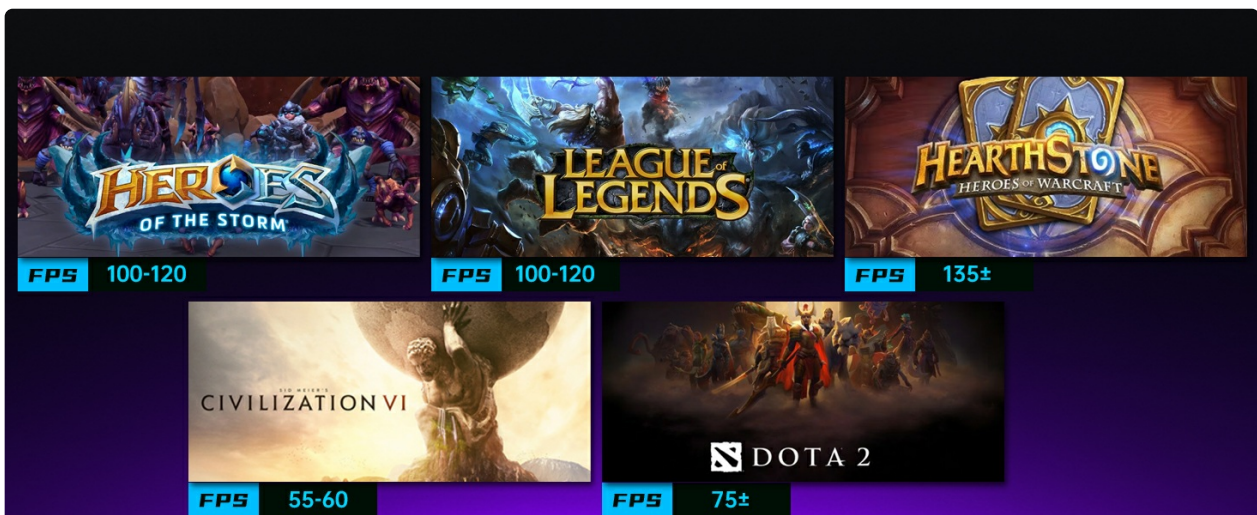 HEROES
OF THE STORM
FPS 100-120
LEAGUE OF
LEGENDS
FPS 100-120
HEARTHSTONE
HEROES OF WARCRAFT
FPS 135±
SID MEIER'S
CIVILIZATION VI
FPS 55-60
DOTA 2
FPS 75±